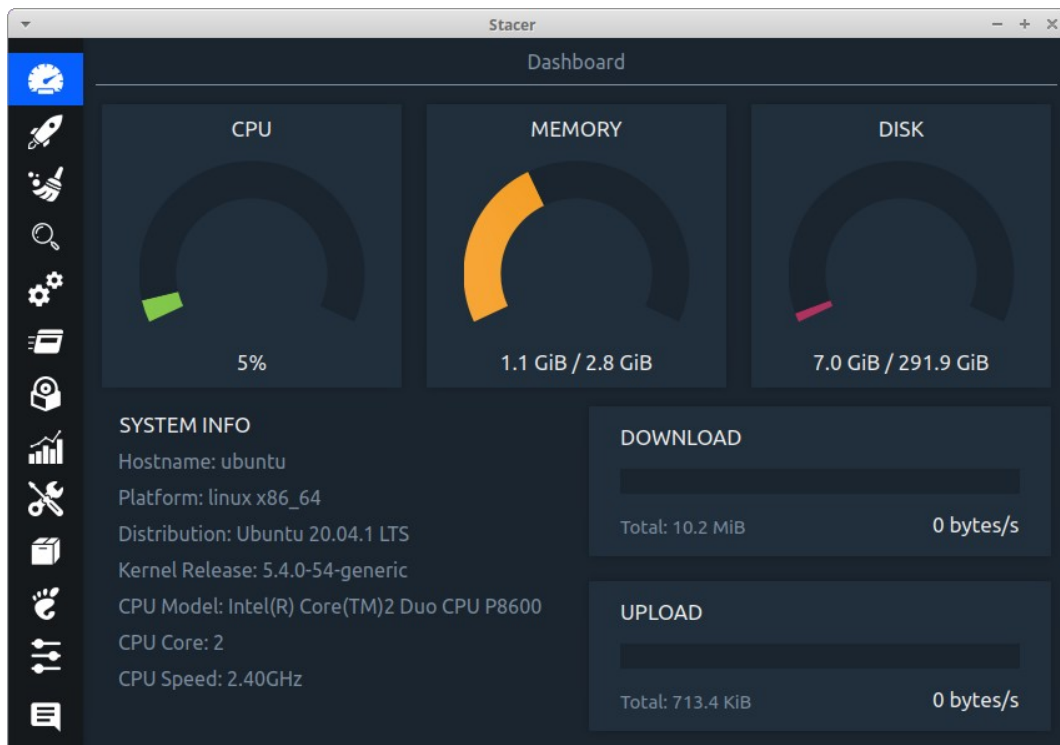 Stacer
Dashboard
CPU
5%
MEMORY
1.1 GiB / 2.8 GiB
DISK
7.0 GiB / 291.9 GiB
SYSTEM INFO
Hostname: ubuntu
Platform: linux x86_64
Distribution: Ubuntu 20.04.1 LTS
Kernel Release: 5.4.0-54-generic
CPU Model: Intel(R) Core(TM)2 Duo CPU P8600
CPU Core: 2
CPU Speed: 2.40GHz
DOWNLOAD
Total: 10.2 MiB
0 bytes/s
UPLOAD
Total: 713.4 KiB
0 bytes/s